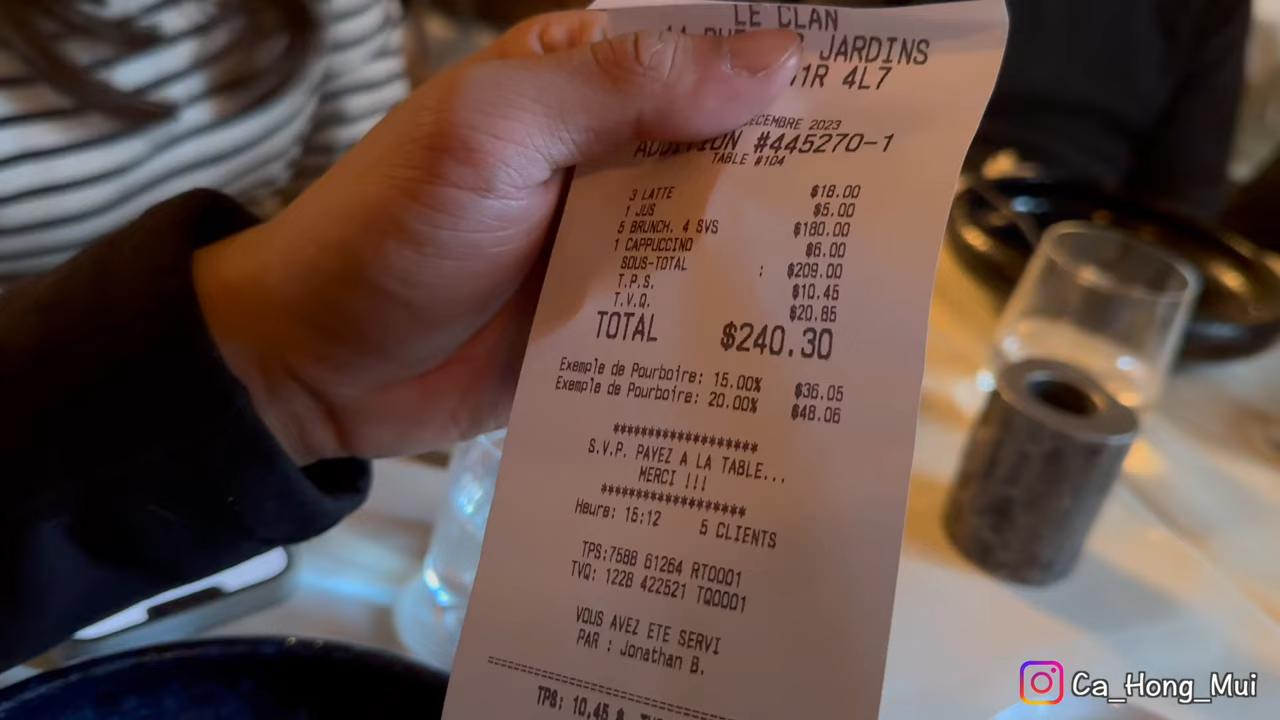 LE CLAN
JARDINS
1R 4L7
DECEMBRE 2023
ADDITION #445270-1
TABLE #104
3 LATTE $18.00
1 JUS $5.00
5 BRUNCH. 4 SVS $180.00
1 CAPPUCCINO $6.00
SOUS-TOTAL : $209.00
T.P.S. $10.45
T.V.Q. $20.85
TOTAL $240.30
Exemple de Pourboire: 15.00% $36.05
Exemple de Pourboire: 20.00% $48.06
******************
S.V.P. PAYEZ A LA TABLE...
MERCI !!!
******************
Heure: 15:12 5 CLIENTS
TPS:7588 61264 RT0001
TVQ: 1228 422521 TQ0001
VOUS AVEZ ETE SERVI
PAR : Jonathan B.
TPS: 10.45 $
Ca_Hong_Mui